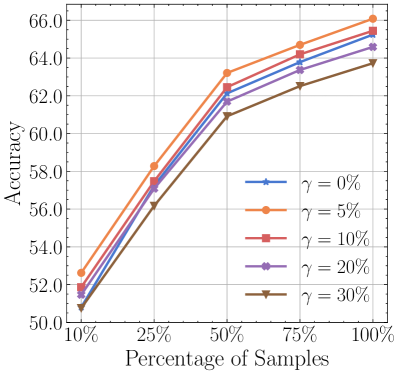 Accuracy
66.0
64.0
62.0
60.0
58.0
56.0
54.0
52.0
50.0
γ = 0%
γ = 5%
γ = 10%
γ = 20%
γ = 30%
10% 25% 50% 75% 100%
Percentage of Samples